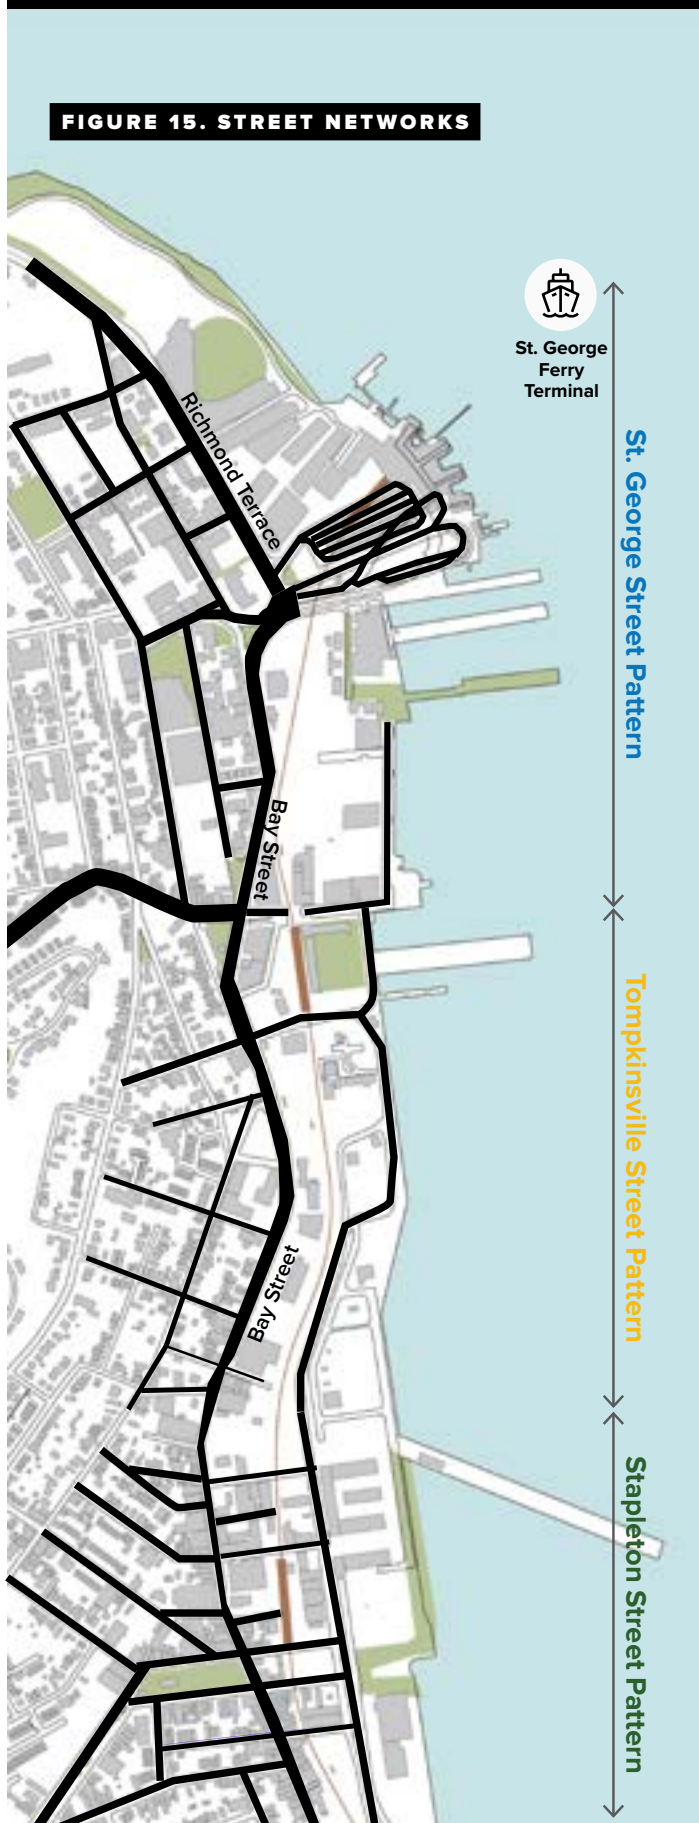 FIGURE 15. STREET NETWORKS
St. George
Ferry
Terminal
Richmond Terrace
St. George Street Pattern
Bay Street
Tompkinsville Street Pattern
Bay Street
Stapleton Street Pattern